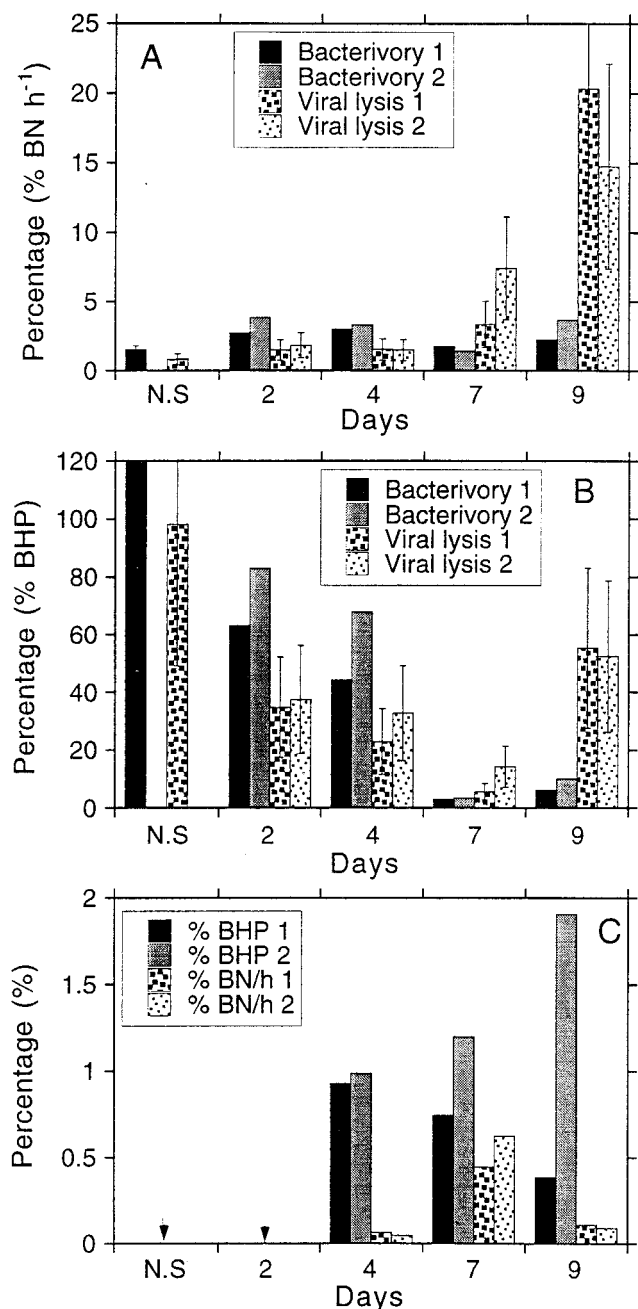 A
Bacterivory 1
Bacterivory 2
Viral lysis 1
Viral lysis 2
Percentage (% BN h-1)
25
20
15
10
5
0
N.S 2 4 7 9
Days
B
Bacterivory 1
Bacterivory 2
Viral lysis 1
Viral lysis 2
Percentage (% BHP)
120
100
80
60
40
20
0
N.S 2 4 7 9
Days
C
% BHP 1
% BHP 2
% BN/h 1
% BN/h 2
Percentage (%)
2
1.5
1
0.5
0
N.S 2 4 7 9
Days